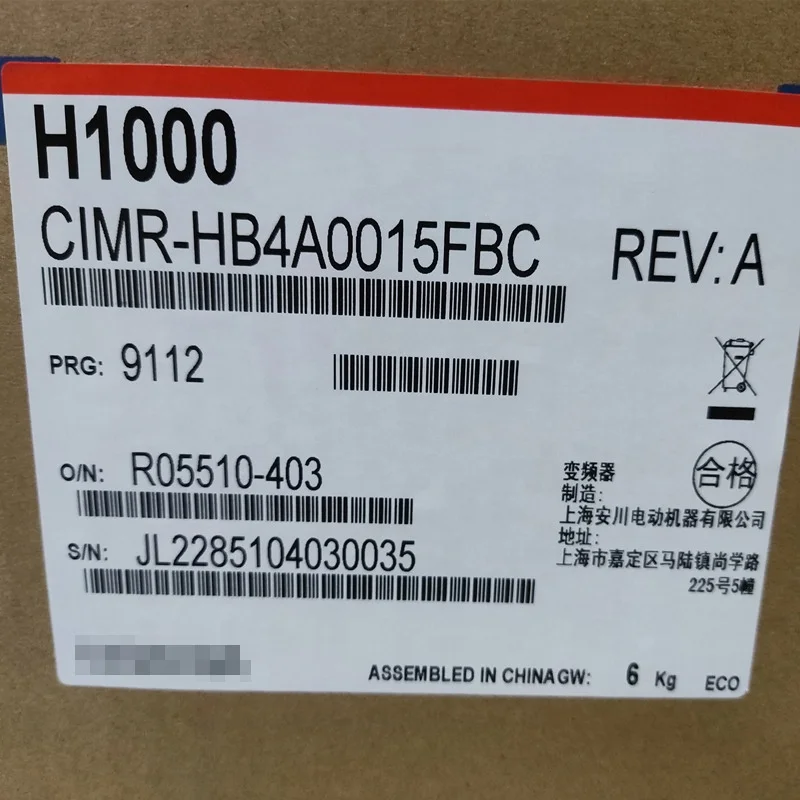 H1000
CIMR-HB4A0015FBC REV: A
PRG: 9112
O/N: R05510-403
S/N: JL2285104030035
变频器
合格
制造:
上海安川电动机器有限公司
地址:
上海市嘉定区马陆镇尚学路
225号5幢
ASSEMBLED IN CHINA GW: 6 Kg ECO